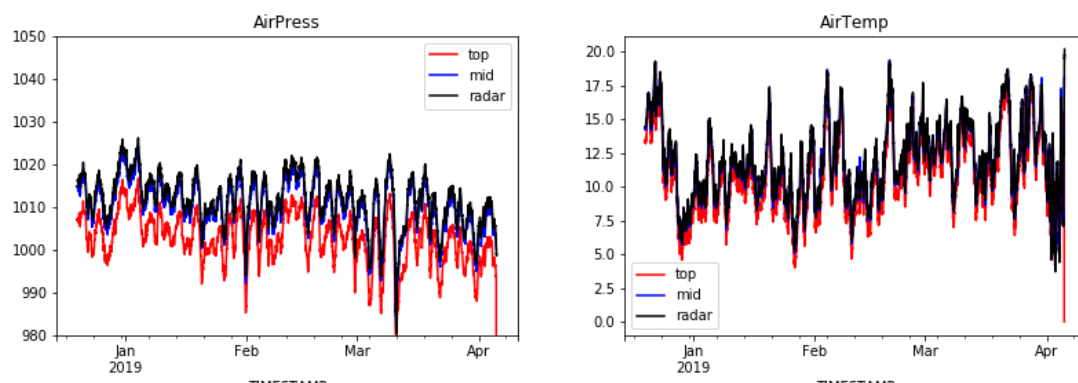 AirPress
1050
1040
1030
1020
1010
1000
990
980
top
mid
radar
Jan
2019
Feb
Mar
Apr
TIMESTAMP
AirTemp
20.0
17.5
15.0
12.5
10.0
7.5
5.0
2.5
0.0
top
mid
radar
Jan
2019
Feb
Mar
Apr
TIMESTAMP